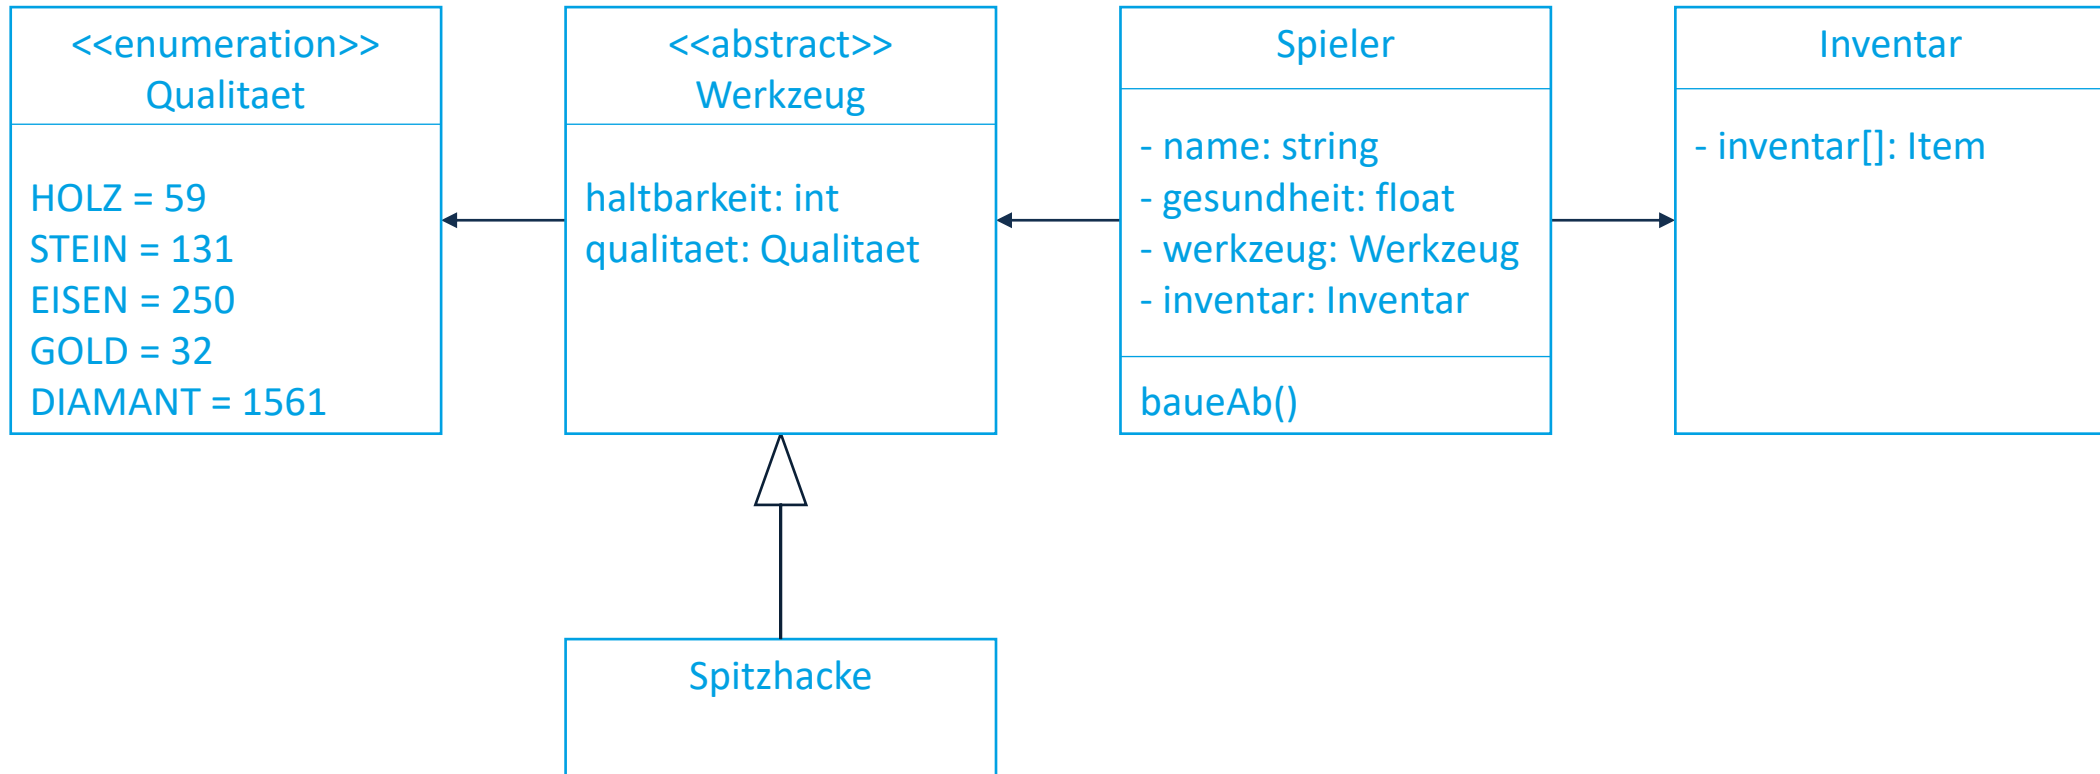 <<enumeration>>
Qualitaet
HOLZ = 59
STEIN = 131
EISEN = 250
GOLD = 32
DIAMANT = 1561
<<abstract>>
Werkzeug
haltbarkeit: int
qualitaet: Qualitaet
Spieler
- name: string
- gesundheit: float
- werkzeug: Werkzeug
- inventar: Inventar
baueAb()
Inventar
- inventar[]: Item
Spitzhacke